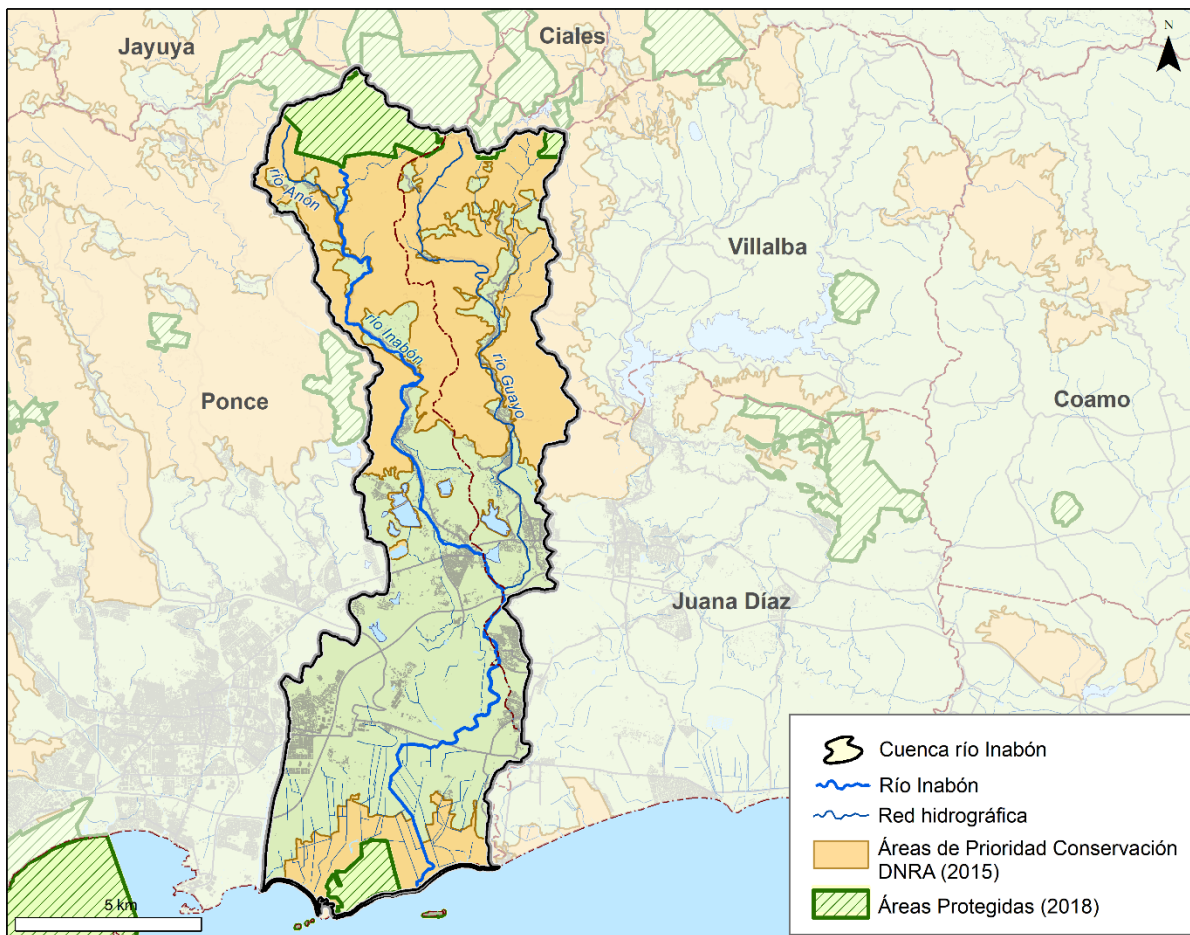 Jayuya
Ciales
N
río Anón
Villalba
río Inabón
río Guayo
Ponce
Coamo
Juana Díaz
Cuenca río Inabón
Río Inabón
Red hidrográfica
Áreas de Prioridad Conservación
DNRA (2015)
Áreas Protegidas (2018)
5 km